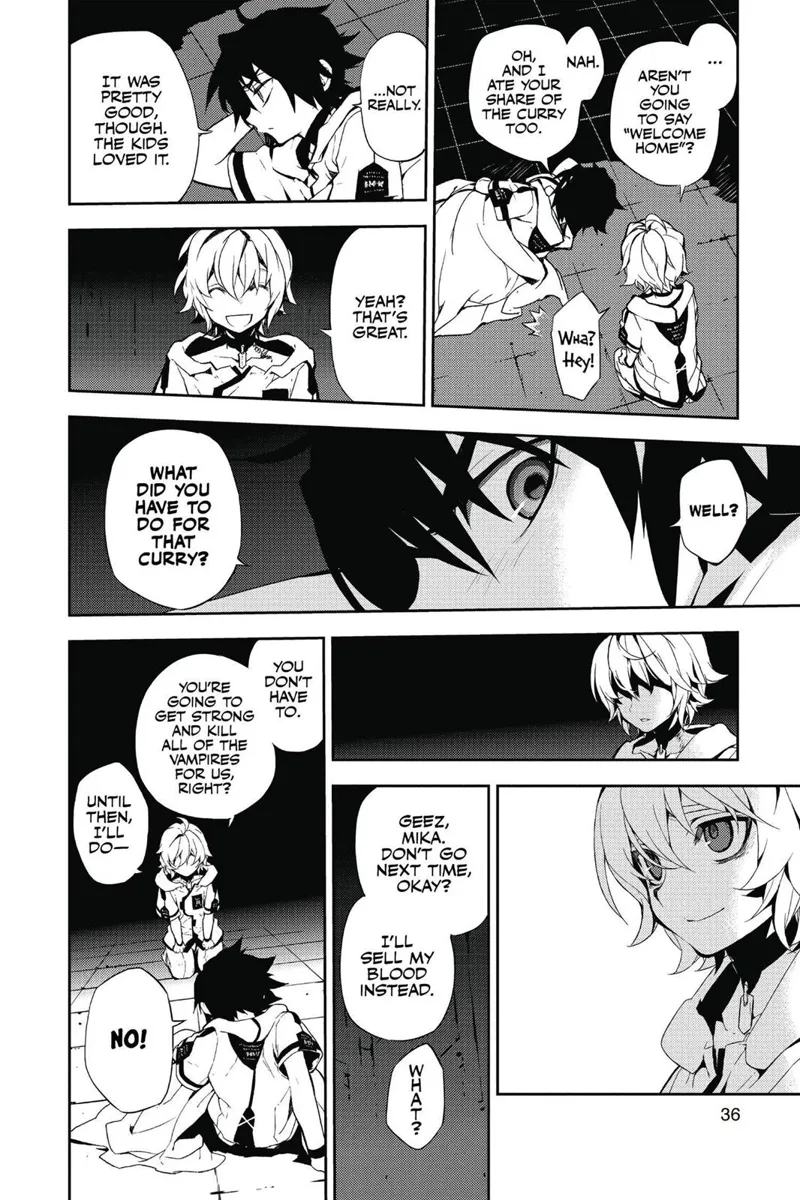 ...
AREN'T
YOU
GOING
TO SAY
"WELCOME
HOME"?
NAH.
OH,
AND I
ATE YOUR
SHARE OF
THE CURRY
TOO.
WHA?
HEY!
...NOT
REALLY.
IT WAS
PRETTY
GOOD,
THOUGH.
THE KIDS
LOVED IT.
YEAH?
THAT'S
GREAT.
WELL?
WHAT
DID YOU
HAVE TO
DO FOR
THAT
CURRY?
GEEZ,
MIKA.
DON'T GO
NEXT TIME,
OKAY?
I'LL
SELL MY
BLOOD
INSTEAD.
WHAT?
YOU
DON'T
HAVE
TO.
YOU'RE
GOING TO
GET STRONG
AND KILL
ALL OF THE
VAMPIRES
FOR US,
RIGHT?
UNTIL
THEN,
I'LL
DO—
NO!
36